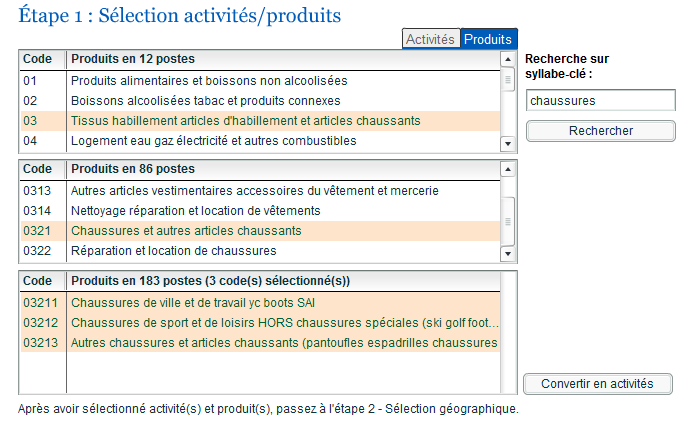 Étape 1 : Sélection activités/produits
Activités Produits
Code Produits en 12 postes
01 Produits alimentaires et boissons non alcoolisées
02 Boissons alcoolisées tabac et produits connexes
03 Tissus habillement articles d'habillement et articles chaussants
04 Logement eau gaz électricité et autres combustibles
Recherche sur
syllabe-clé :
chaussures
Rechercher
Code Produits en 86 postes
0313 Autres articles vestimentaires accessoires du vêtement et mercerie
0314 Nettoyage réparation et location de vêtements
0321 Chaussures et autres articles chaussants
0322 Réparation et location de chaussures
Code Produits en 183 postes (3 code(s) sélectionné(s))
03211 Chaussures de ville et de travail yc boots SAI
03212 Chaussures de sport et de loisirs HORS chaussures spéciales (ski golf foot...
03213 Autres chaussures et articles chaussants (pantoufles espadrilles chaussures
Convertir en activités
Après avoir sélectionné activité(s) et produit(s), passez à l'étape 2 - Sélection géographique.